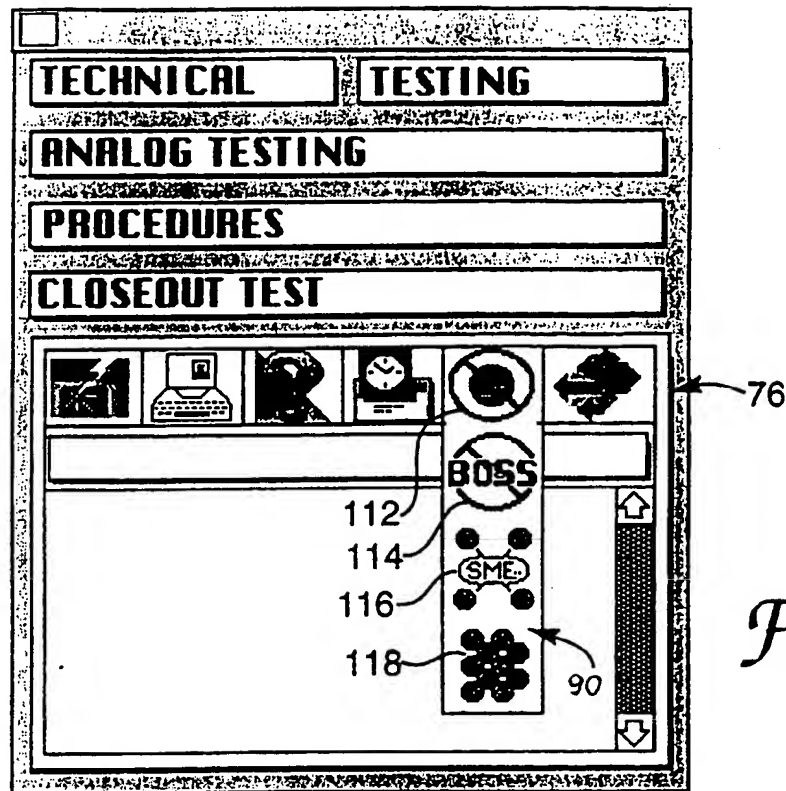 TECHNICAL TESTING
ANALOG TESTING
PROCEDURES
CLOSEOUT TEST
76
BOSS
112
114
SME..
116
118
90